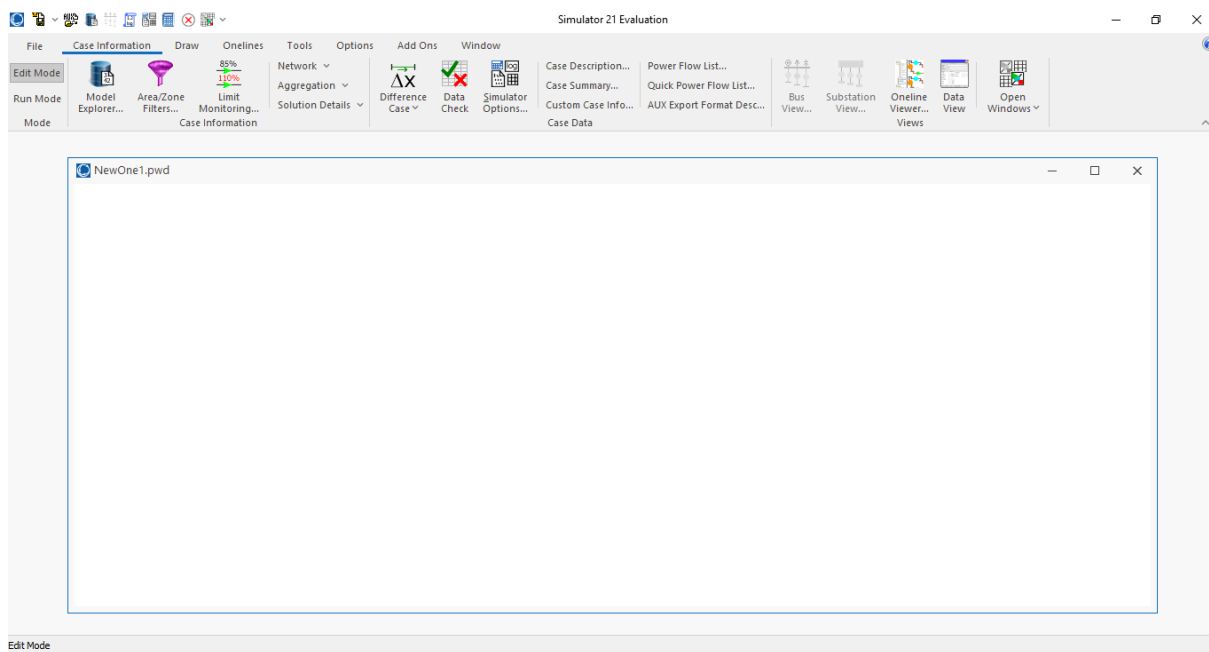 Simulator 21 Evaluation
File Case Information Draw Onelines Tools Options Add Ons Window
Edit Mode
Run Mode
Mode
Model Explorer...
Area/Zone Filters...
85%
110%
Limit Monitoring...
Network
Aggregation
Solution Details
Case Information
ΔX
Difference Case
Data Check
Simulator Options...
Case Description...
Case Summary...
Custom Case Info...
Power Flow List...
Quick Power Flow List...
AUX Export Format Desc...
Case Data
Bus View...
Substation View...
Oneline Viewer...
Data View
Open Windows
Views
NewOne1.pwd
Edit Mode